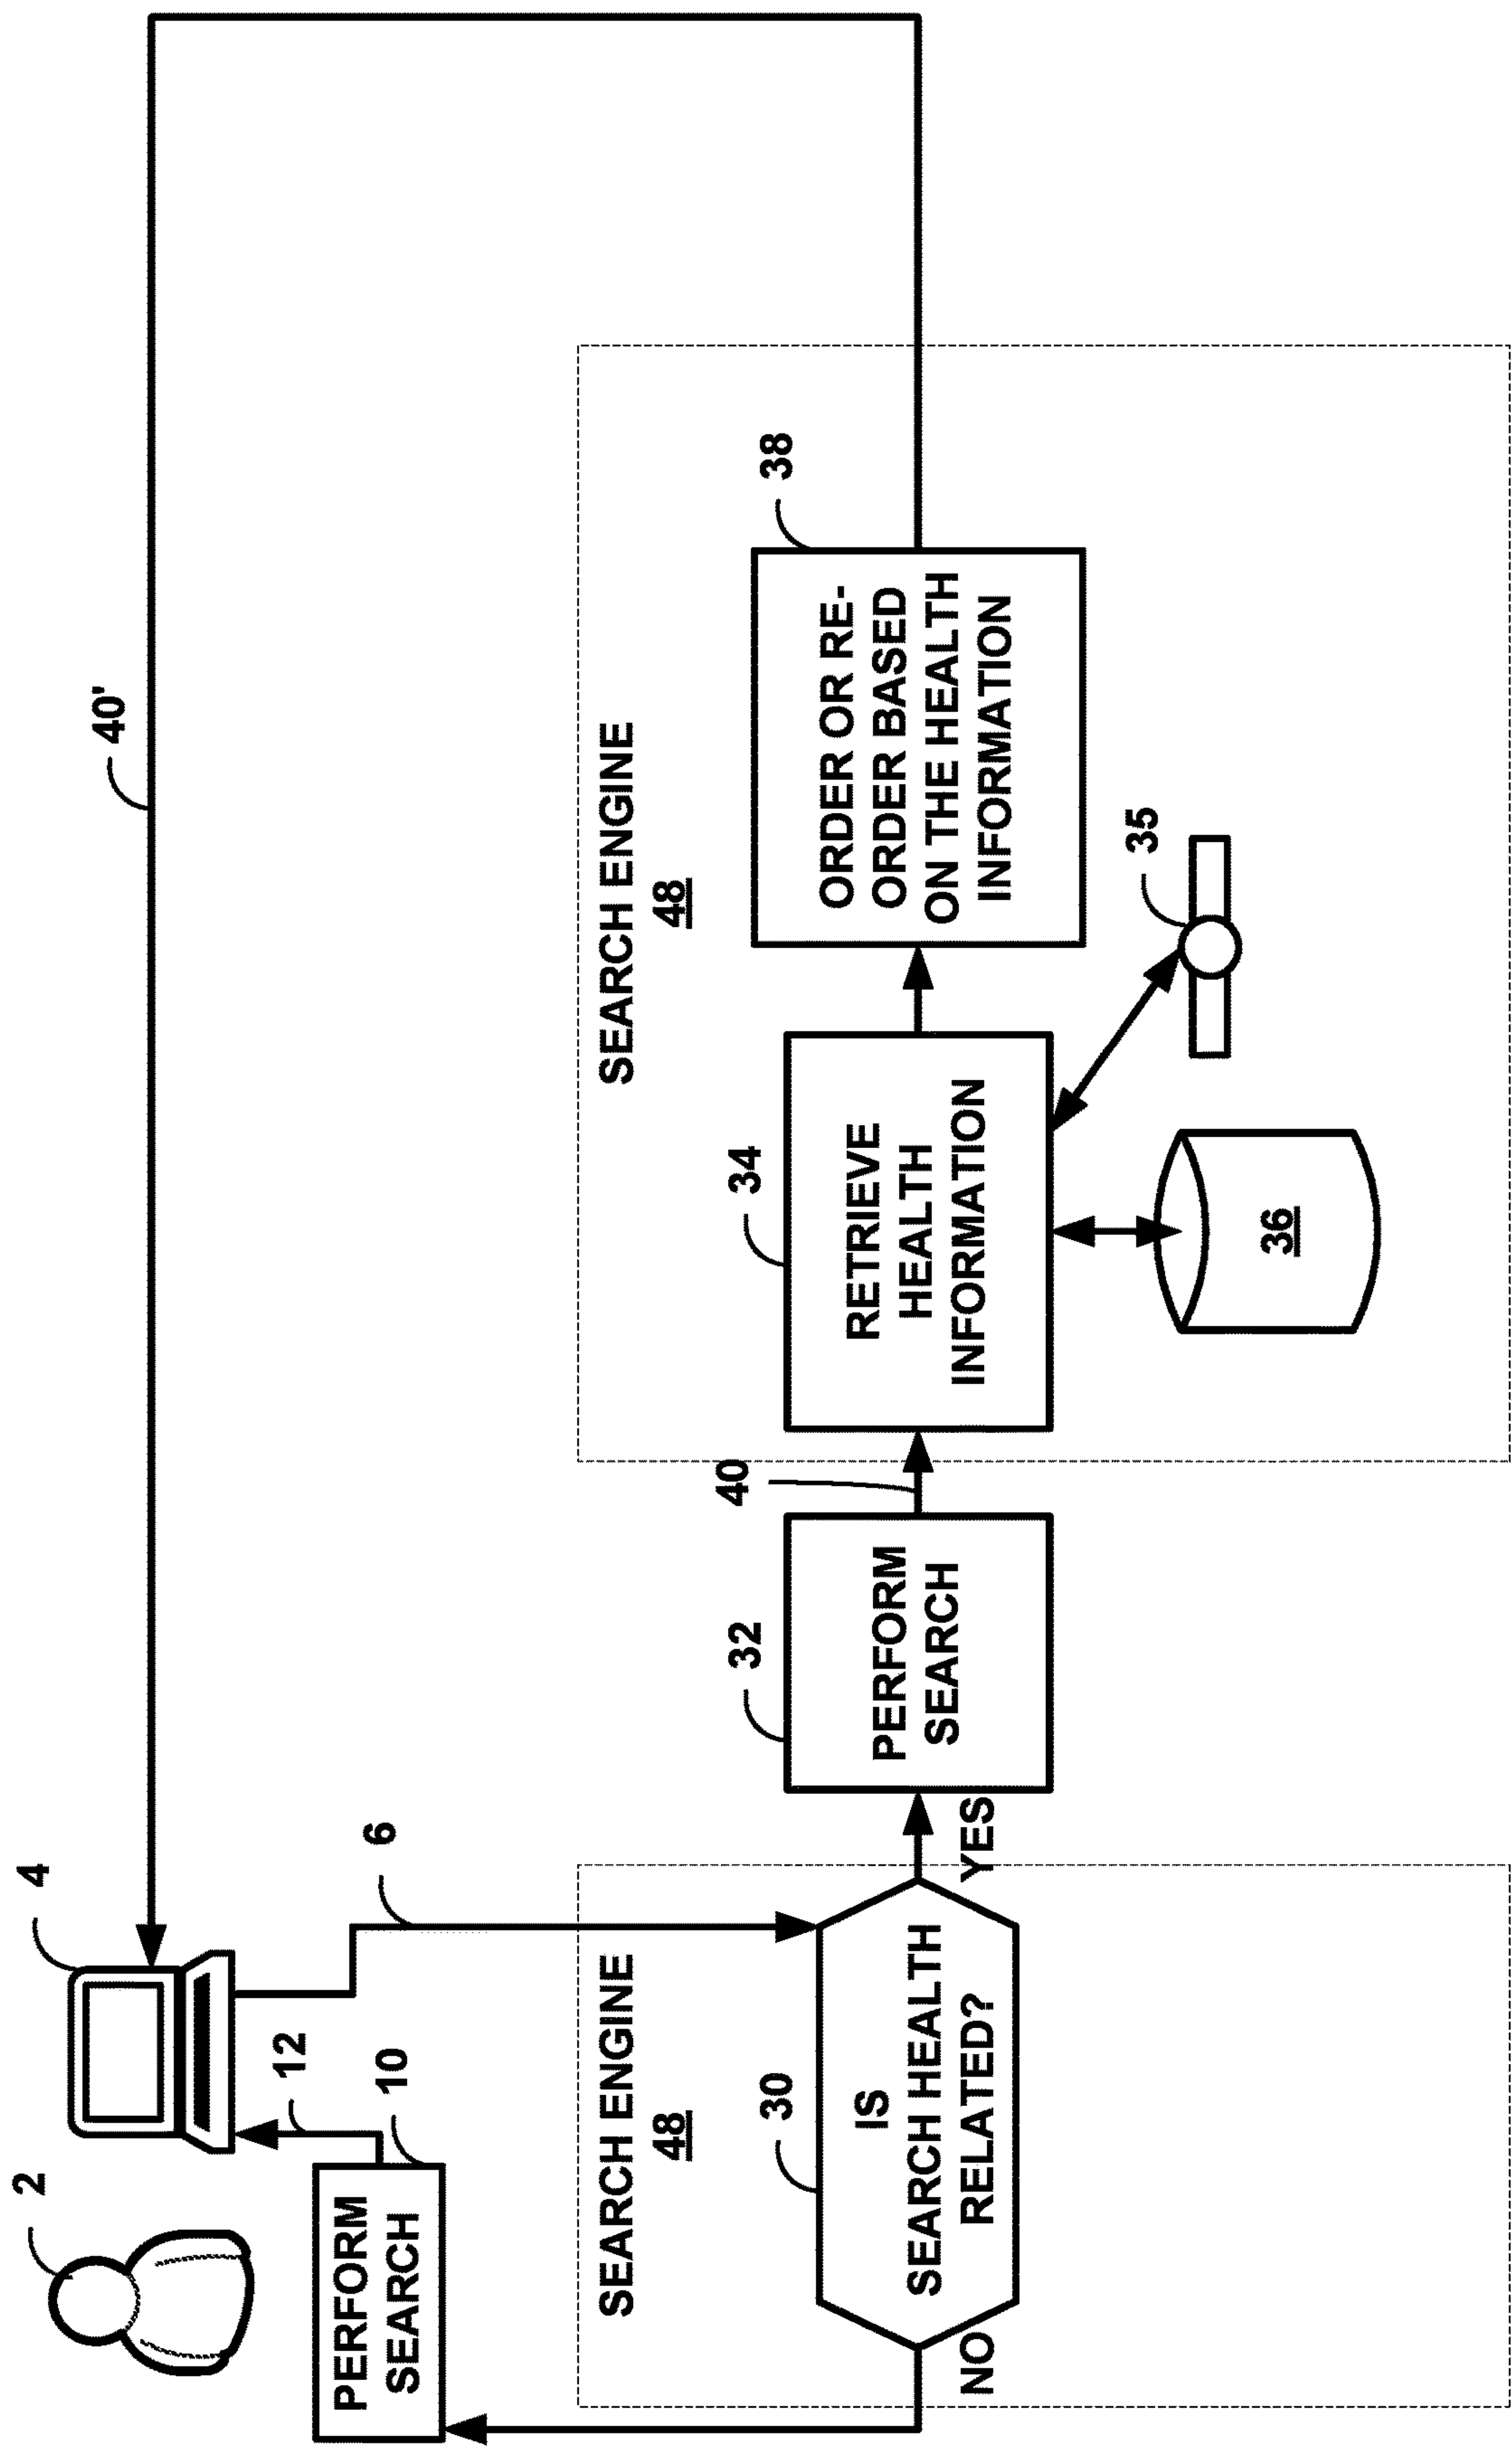 2
4
40'
12
6
PERFORM
SEARCH
10
SEARCH ENGINE
48
SEARCH ENGINE
48
30
IS
SEARCH HEALTH
RELATED?
NO
YES
32
PERFORM
SEARCH
40
34
RETRIEVE
HEALTH
INFORMATION
38
ORDER OR RE-
ORDER BASED
ON THE HEALTH
INFORMATION
36
35